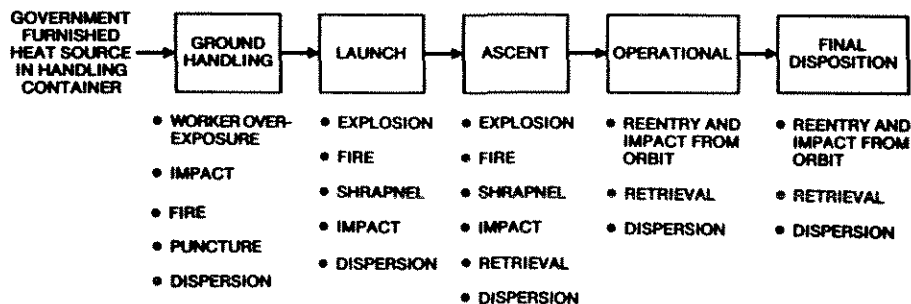 GOVERNMENT
FURNISHED
HEAT SOURCE
IN HANDLING
CONTAINER
GROUND
HANDLING
LAUNCH
ASCENT
OPERATIONAL
FINAL
DISPOSITION
• WORKER OVER-
EXPOSURE
• IMPACT
• FIRE
• PUNCTURE
• DISPERSION
• EXPLOSION
• FIRE
• SHRAPNEL
• IMPACT
• DISPERSION
• EXPLOSION
• FIRE
• SHRAPNEL
• IMPACT
• RETRIEVAL
• DISPERSION
• REENTRY AND
IMPACT FROM
ORBIT
• RETRIEVAL
• DISPERSION
• REENTRY AND
IMPACT FROM
ORBIT
• RETRIEVAL
• DISPERSION